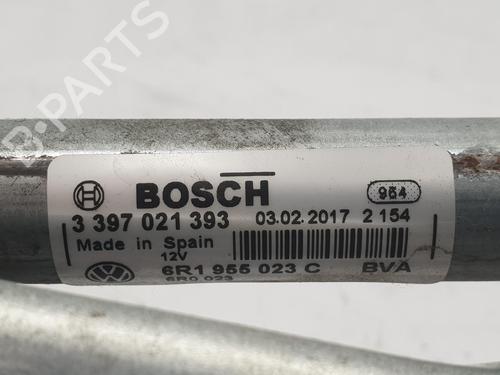 B-PARTS
BOSCH
964
3 397 021 393 03.02.2017 2 154
Made in Spain
12V
6R1 955 023 C BVA
6R0 023